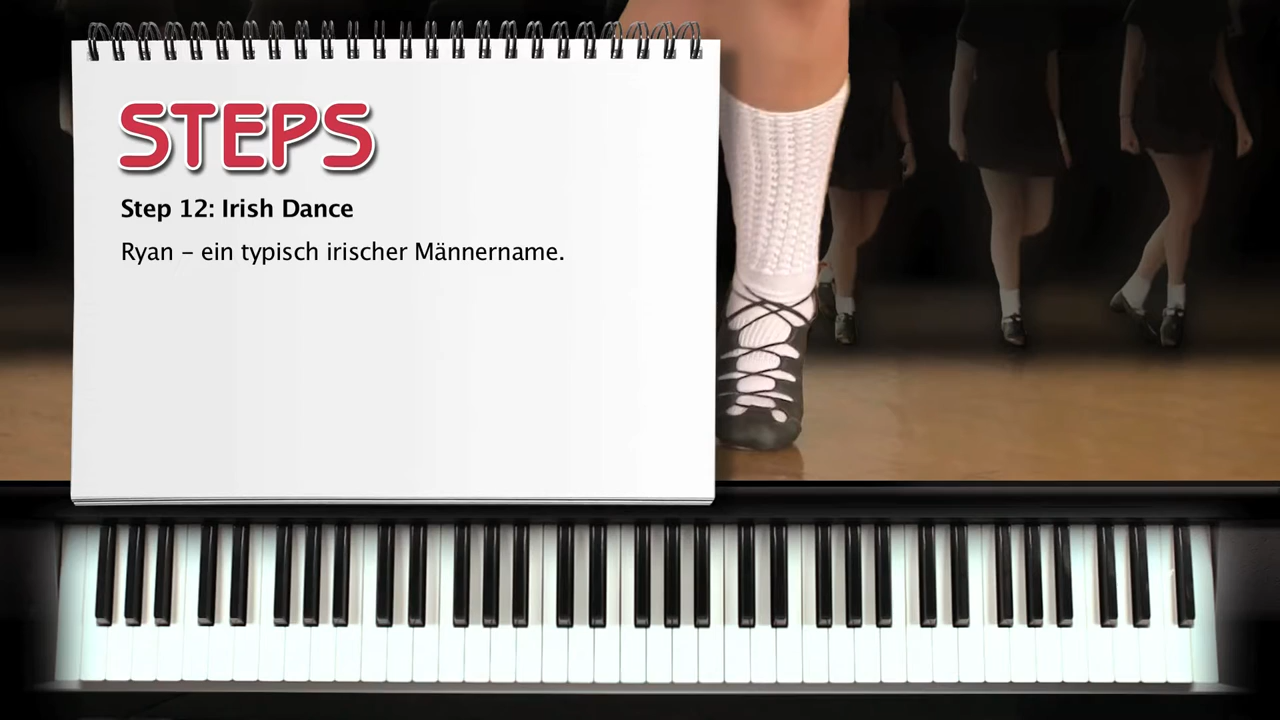 STEPS
Step 12: Irish Dance
Ryan – ein typisch irischer Männername.